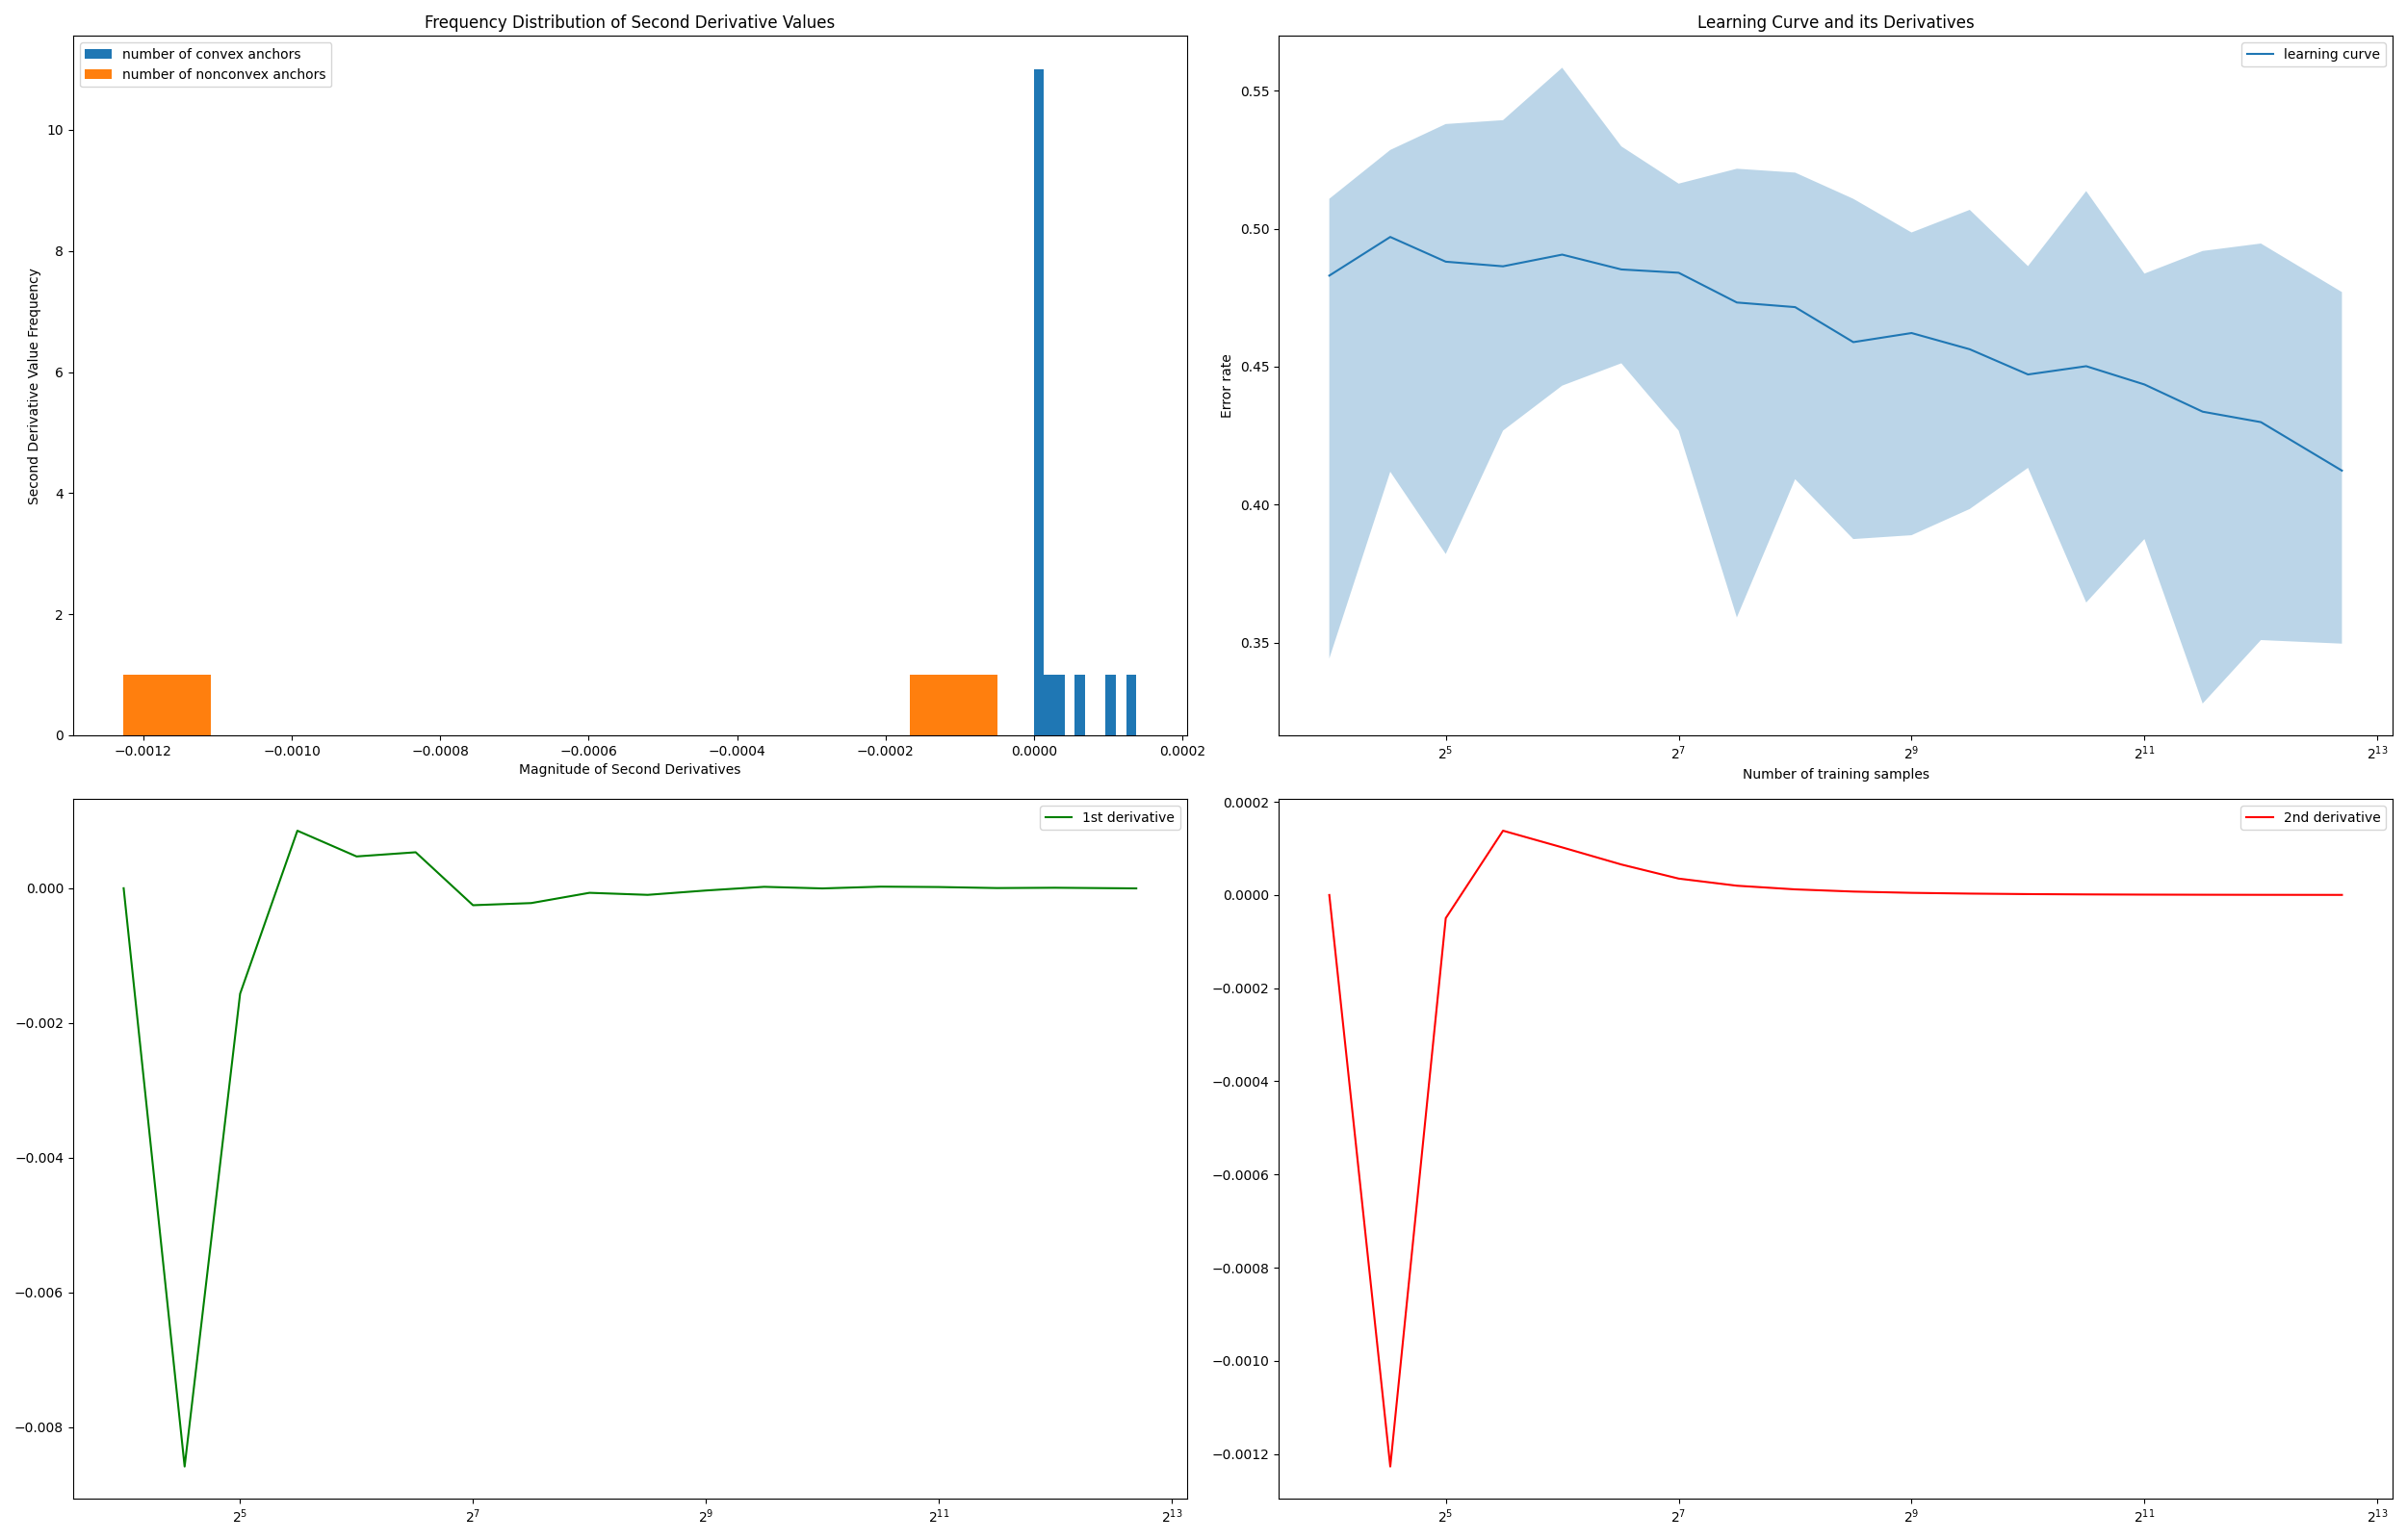 Frequency Distribution of Second Derivative Values
number of convex anchors
number of nonconvex anchors
Second Derivative Value Frequency
10
8
6
4
2
0
−0.0012 −0.0010 −0.0008 −0.0006 −0.0004 −0.0002 0.0000 0.0002
Magnitude of Second Derivatives
Learning Curve and its Derivatives
learning curve
Error rate
0.55
0.50
0.45
0.40
0.35
2^5 2^7 2^9 2^11 2^13
Number of training samples
1st derivative
0.000
−0.002
−0.004
−0.006
−0.008
2^5 2^7 2^9 2^11 2^13
2nd derivative
0.0002
0.0000
−0.0002
−0.0004
−0.0006
−0.0008
−0.0010
−0.0012
2^5 2^7 2^9 2^11 2^13